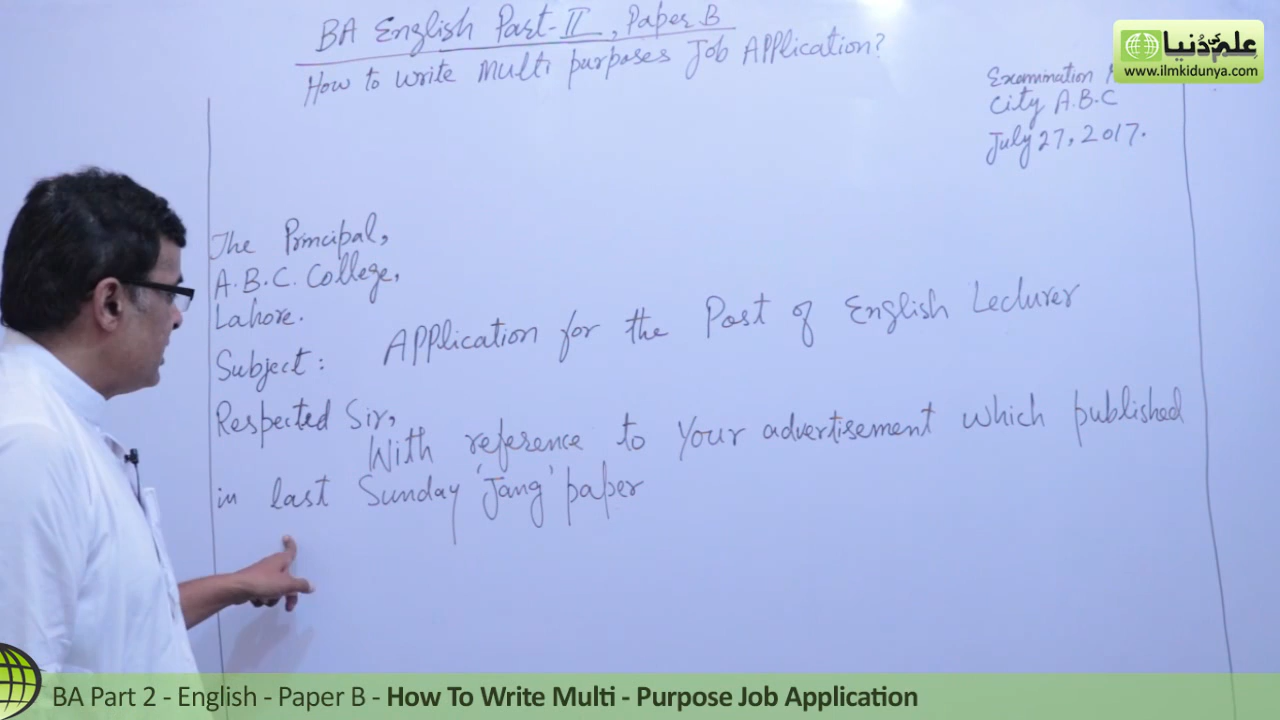 BA English Part-II, Paper B
How to write Multi purposes Job Application?
علم کی دُنیا
www.ilmkidunya.com
Examination
City A.B.C
July 27, 2017.
The Principal,
A.B.C. College,
Lahore.
Subject: Application for the Post of English Lecturer
Respected Sir,
With reference to Your advertisement which published
in last Sunday 'Jang' paper
BA Part 2 - English - Paper B - How To Write Multi - Purpose Job Application